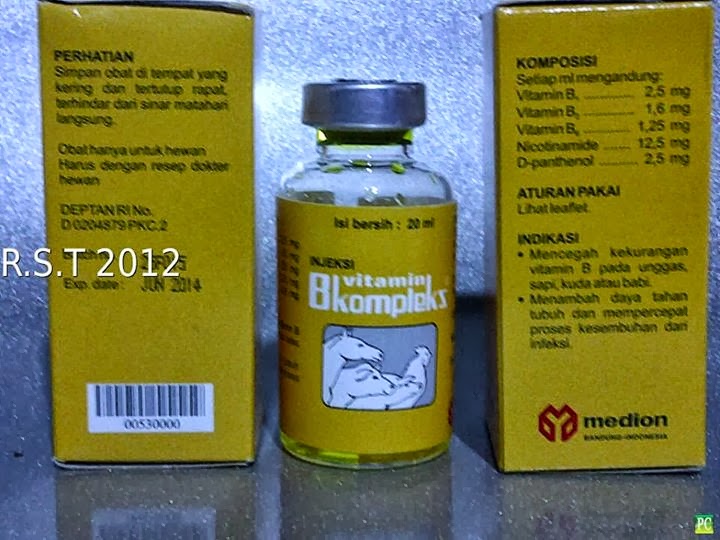 PERHATIAN
Simpan obat di tempat yang
kering dan tertutup rapat,
terhindar dari sinar matahari
langsung.
Obat hanya untuk hewan
Harus dengan resep dokter
hewan
DEPTAN RI No.
D 0204879 PKC.2
R.S.T 2012
Exp. date: JUN 2014
00530000
Isi bersih : 20 ml
INJEKSI
vitamin
B kompleks
KOMPOSISI
Setiap ml mengandung:
Vitamin B₁ ............ 2,5 mg
Vitamin B₂ ............ 1,6 mg
Vitamin B₆ ............ 1,25 mg
Nicotinamide ...... 12,5 mg
D-panthenol ........ 2,5 mg
ATURAN PAKAI
Lihat leaflet.
INDIKASI
• Mencegah kekurangan
vitamin B pada unggas,
sapi, kuda atau babi.
• Menambah daya tahan
tubuh dan mempercepat
proses kesembuhan dari
infeksi.
medion
BANDUNG-INDONESIA
PC